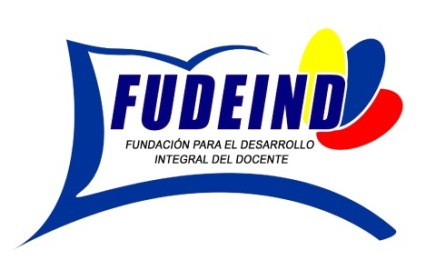 FUDEIND
FUNDACIÓN PARA EL DESARROLLO
INTEGRAL DEL DOCENTE